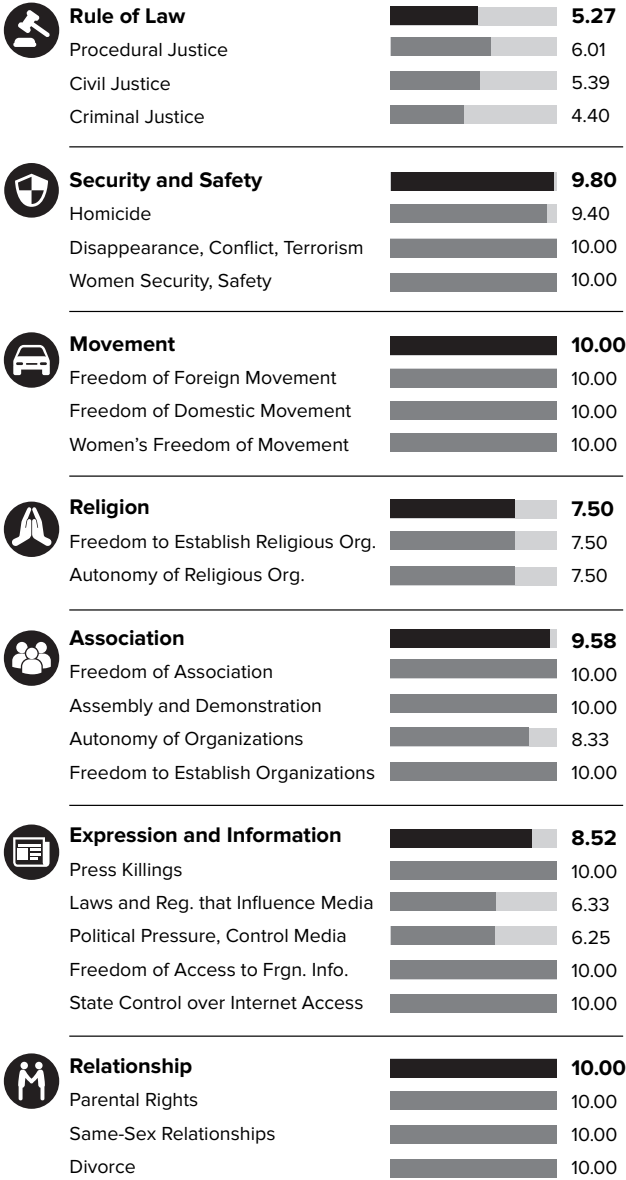 Rule of Law 5.27
Procedural Justice 6.01
Civil Justice 5.39
Criminal Justice 4.40
Security and Safety 9.80
Homicide 9.40
Disappearance, Conflict, Terrorism 10.00
Women Security, Safety 10.00
Movement 10.00
Freedom of Foreign Movement 10.00
Freedom of Domestic Movement 10.00
Women’s Freedom of Movement 10.00
Religion 7.50
Freedom to Establish Religious Org. 7.50
Autonomy of Religious Org. 7.50
Association 9.58
Freedom of Association 10.00
Assembly and Demonstration 10.00
Autonomy of Organizations 8.33
Freedom to Establish Organizations 10.00
Expression and Information 8.52
Press Killings 10.00
Laws and Reg. that Influence Media 6.33
Political Pressure, Control Media 6.25
Freedom of Access to Frgn. Info. 10.00
State Control over Internet Access 10.00
Relationship 10.00
Parental Rights 10.00
Same-Sex Relationships 10.00
Divorce 10.00